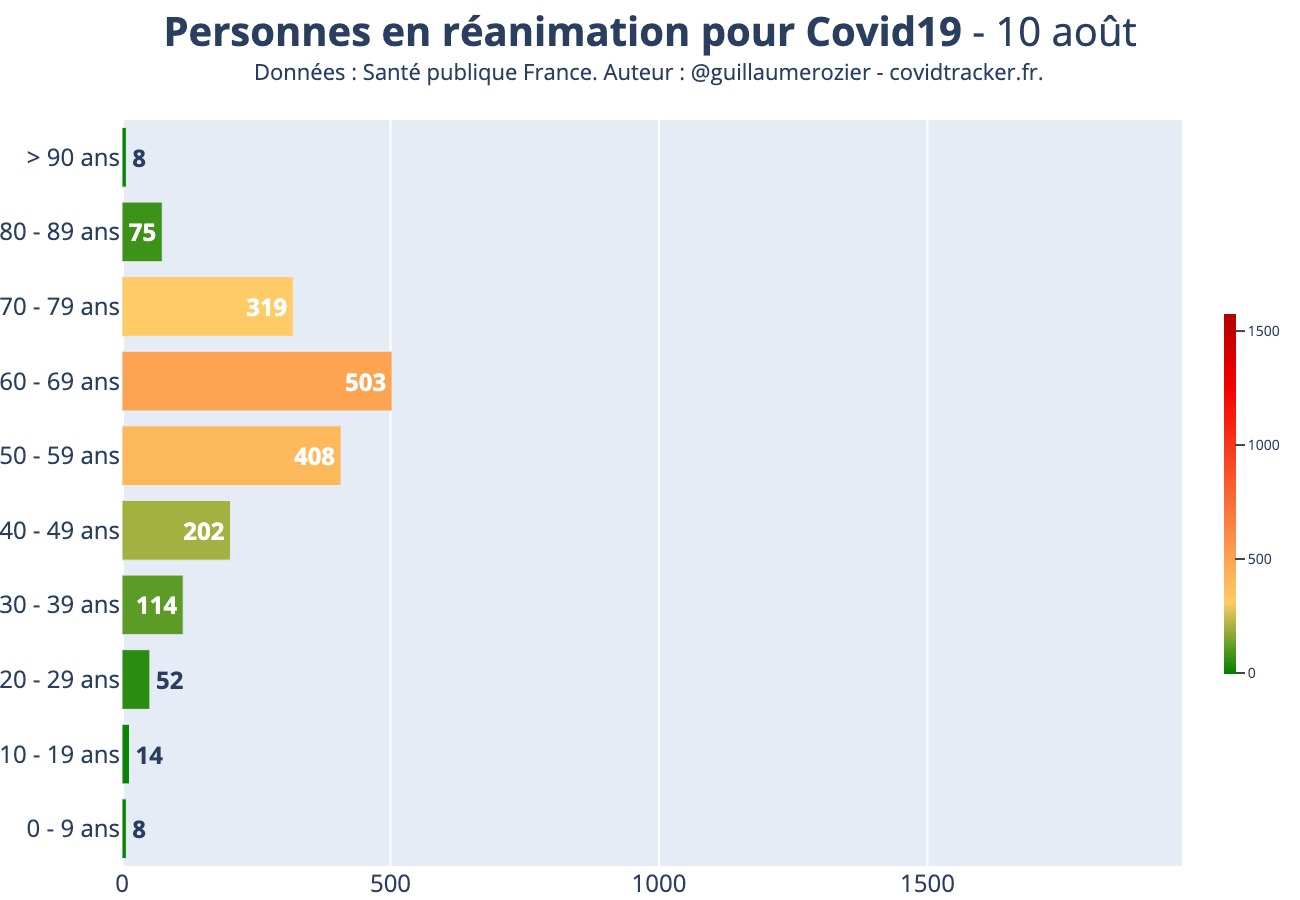 Personnes en réanimation pour Covid19 - 10 août
Données : Santé publique France. Auteur : @guillaumerozier - covidtracker.fr.
> 90 ans 8
80 - 89 ans 75
70 - 79 ans 319
60 - 69 ans 503
50 - 59 ans 408
40 - 49 ans 202
30 - 39 ans 114
20 - 29 ans 52
10 - 19 ans 14
0 - 9 ans 8
0 500 1000 1500
1500
1000
500
0